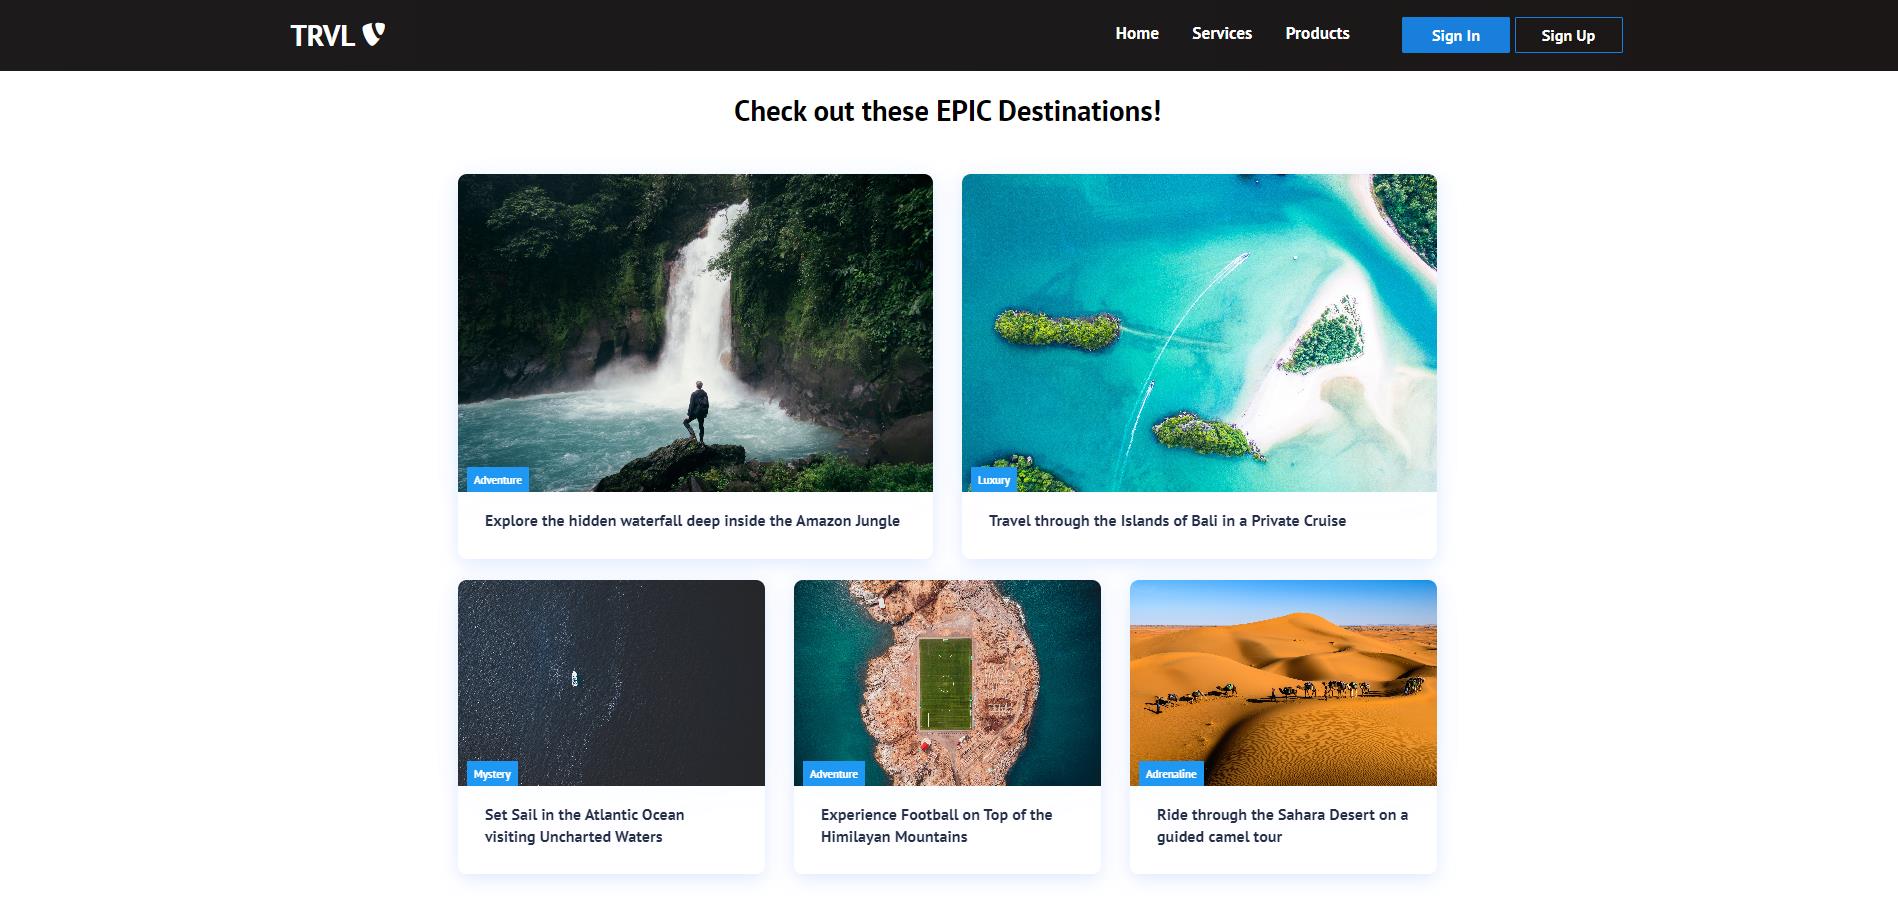 TRVL
Home Services Products Sign In Sign Up
Check out these EPIC Destinations!
Adventure
Explore the hidden waterfall deep inside the Amazon Jungle
Luxury
Travel through the Islands of Bali in a Private Cruise
Mystery
Set Sail in the Atlantic Ocean
visiting Uncharted Waters
Adventure
Experience Football on Top of the
Himilayan Mountains
Adrenaline
Ride through the Sahara Desert on a
guided camel tour